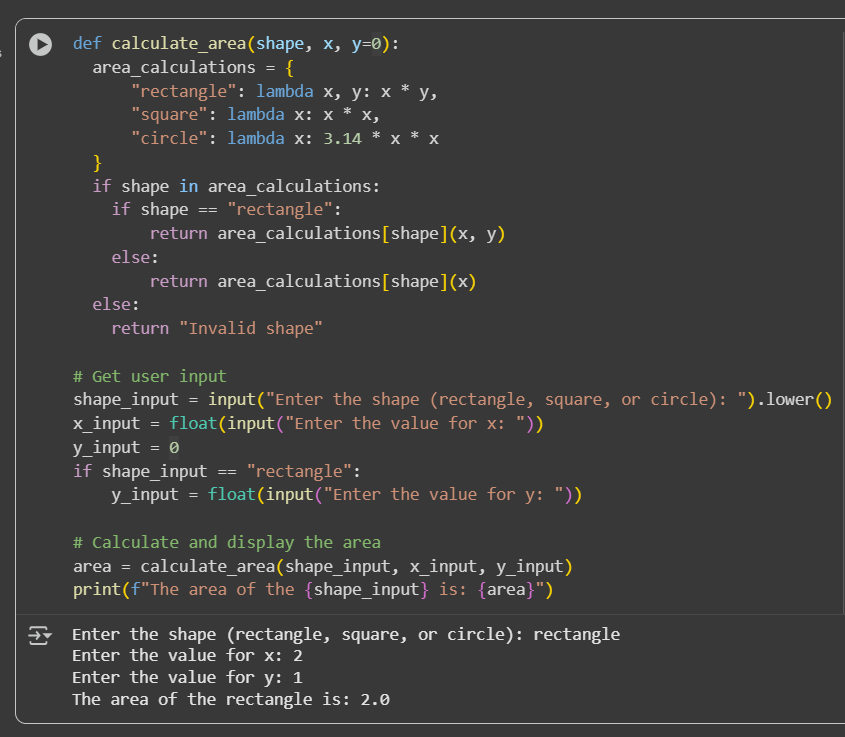 def calculate_area(shape, x, y=0):
  area_calculations = {
      "rectangle": lambda x, y: x * y,
      "square": lambda x: x * x,
      "circle": lambda x: 3.14 * x * x
  }
  if shape in area_calculations:
    if shape == "rectangle":
        return area_calculations[shape](x, y)
    else:
        return area_calculations[shape](x)
  else:
    return "Invalid shape"

# Get user input
shape_input = input("Enter the shape (rectangle, square, or circle): ").lower()
x_input = float(input("Enter the value for x: "))
y_input = 0
if shape_input == "rectangle":
    y_input = float(input("Enter the value for y: "))

# Calculate and display the area
area = calculate_area(shape_input, x_input, y_input)
print(f"The area of the {shape_input} is: {area}")
Enter the shape (rectangle, square, or circle): rectangle
Enter the value for x: 2
Enter the value for y: 1
The area of the rectangle is: 2.0